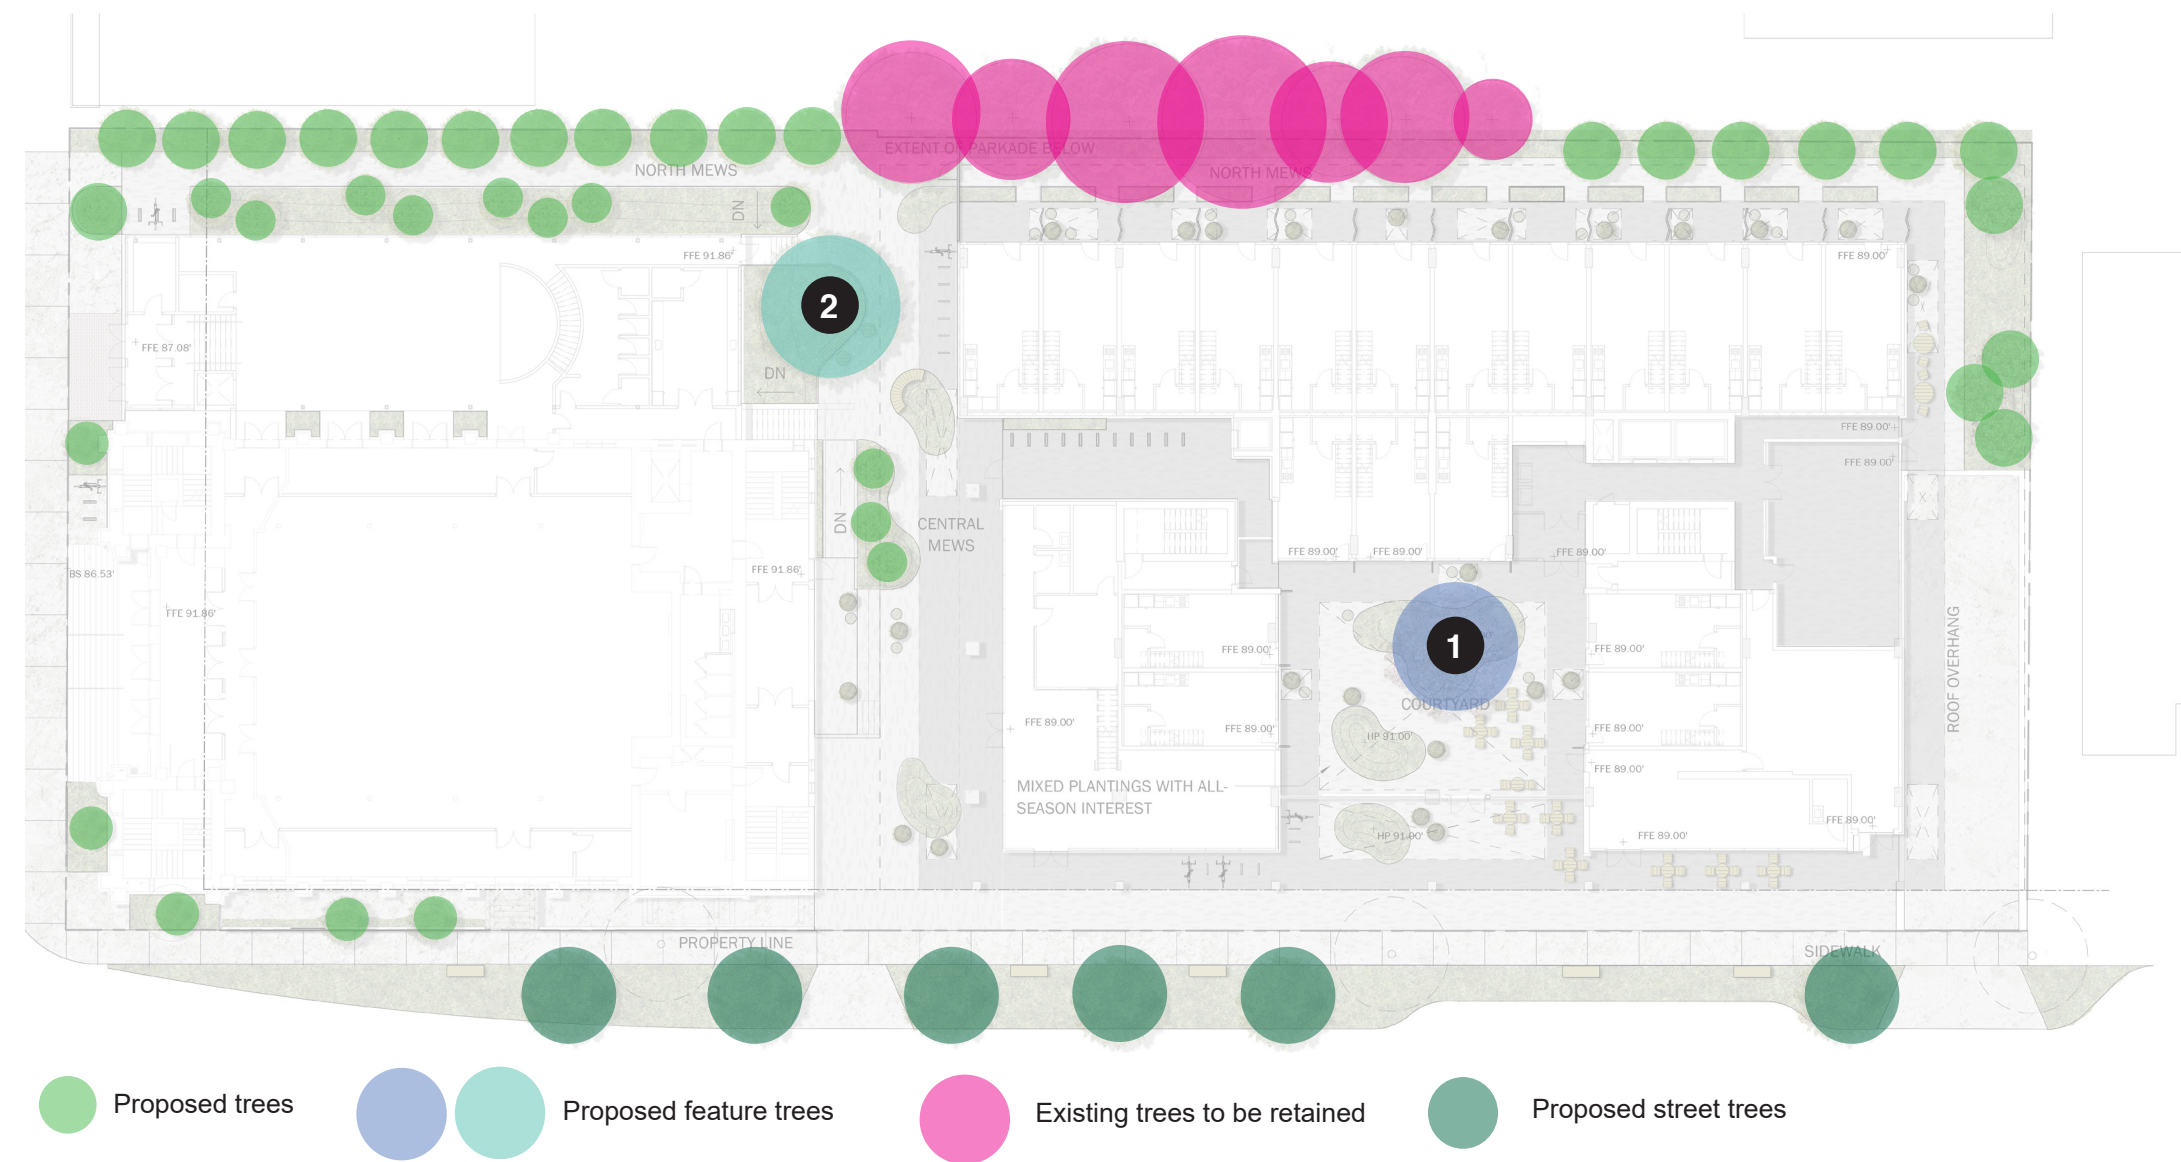 EXTENT OF PARKADE BELOW
NORTH MEWS
NORTH MEWS
DN
FFE 91.86'
2
FFE 89.00'
FFE 87.08'
DN
FFE 89.00'
FFE 89.00'
DN
CENTRAL
MEWS
FFE 89.00'
FFE 89.00'
FFE 89.00'
BS 86.53'
FFE 91.86'
FFE 91.86'
1
FFE 89.00'
FFE 89.00'
ROOF OVERHANG
COURTYARD
FFE 89.00'
FFE 89.00'
FFE 89.00'
HP 91.00'
FFE 89.00'
MIXED PLANTINGS WITH ALL-
SEASON INTEREST
HP 91.00'
FFE 89.00'
FFE 89.00'
PROPERTY LINE
SIDEWALK
Proposed trees
Proposed feature trees
Existing trees to be retained
Proposed street trees